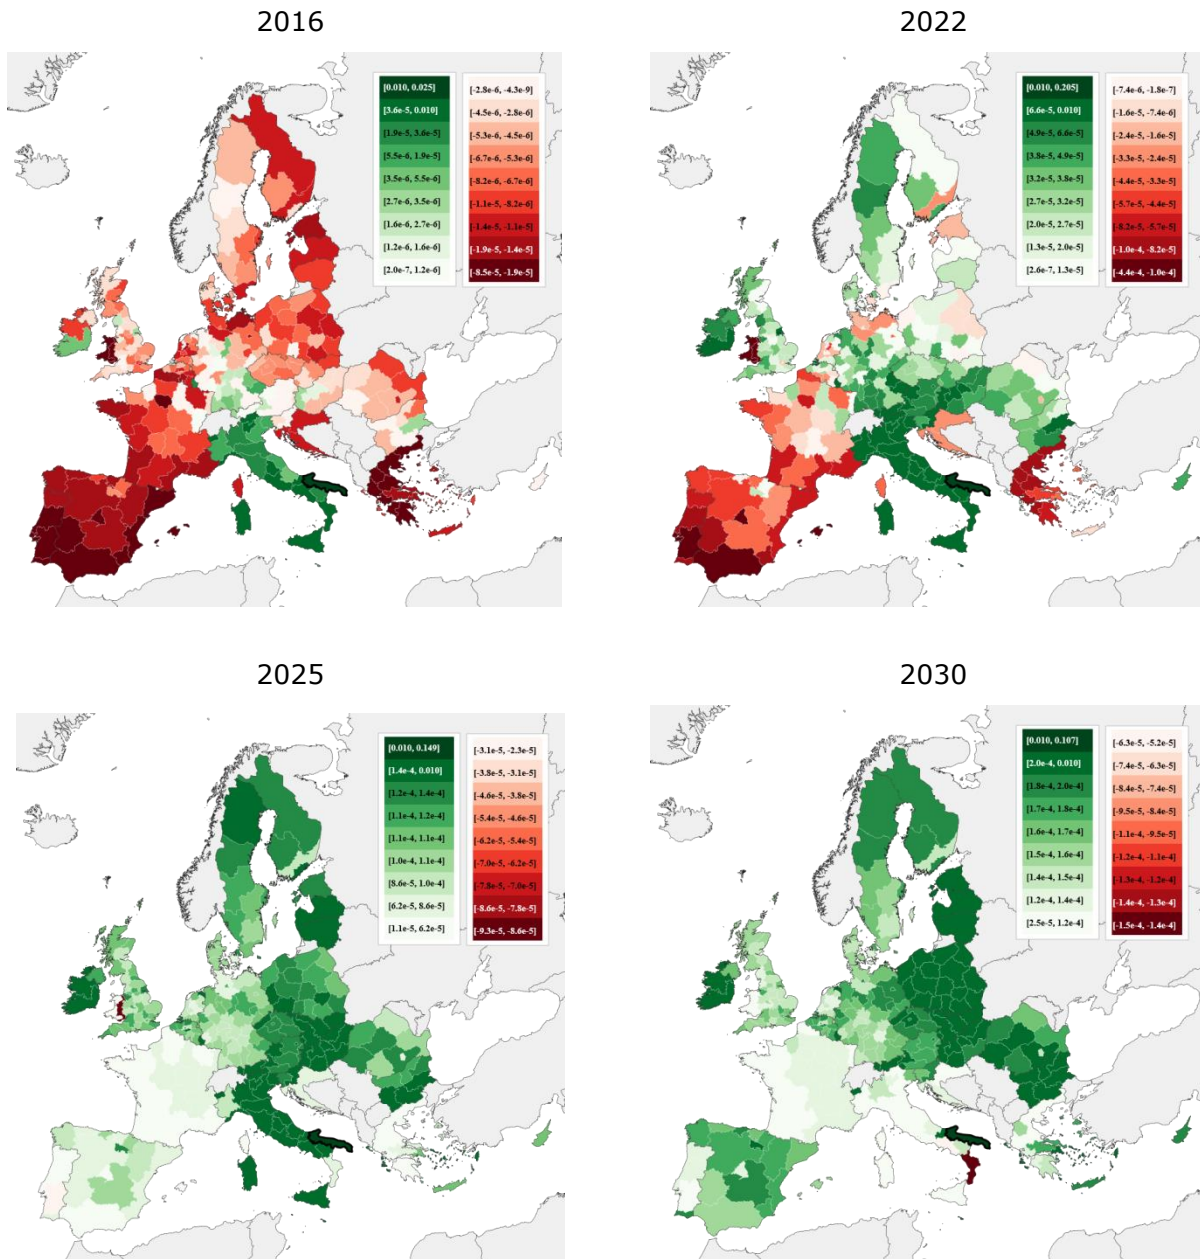 2016
2022
[0.010, 0.025]
[3.6e-5, 0.010]
[1.9e-5, 3.6e-5]
[5.5e-6, 1.9e-5]
[3.5e-6, 5.5e-6]
[2.7e-6, 3.5e-6]
[1.6e-6, 2.7e-6]
[1.2e-6, 1.6e-6]
[2.0e-7, 1.2e-6]
[-2.8e-6, -4.3e-9]
[-4.5e-6, -2.8e-6]
[-5.3e-6, -4.5e-6]
[-6.7e-6, -5.3e-6]
[-8.2e-6, -6.7e-6]
[-1.1e-5, -8.2e-6]
[-1.4e-5, -1.1e-5]
[-1.9e-5, -1.4e-5]
[-8.5e-5, -1.9e-5]
[0.010, 0.205]
[6.6e-5, 0.010]
[4.9e-5, 6.6e-5]
[3.8e-5, 4.9e-5]
[3.2e-5, 3.8e-5]
[2.7e-5, 3.2e-5]
[2.0e-5, 2.7e-5]
[1.3e-5, 2.0e-5]
[2.6e-7, 1.3e-5]
[-7.4e-6, -1.8e-7]
[-1.6e-5, -7.4e-6]
[-2.4e-5, -1.6e-5]
[-3.3e-5, -2.4e-5]
[-4.4e-5, -3.3e-5]
[-5.7e-5, -4.4e-5]
[-8.2e-5, -5.7e-5]
[-1.0e-4, -8.2e-5]
[-4.4e-4, -1.0e-4]
2025
2030
[0.010, 0.149]
[1.4e-4, 0.010]
[1.2e-4, 1.4e-4]
[1.1e-4, 1.2e-4]
[1.1e-4, 1.1e-4]
[1.0e-4, 1.1e-4]
[8.6e-5, 1.0e-4]
[6.2e-5, 8.6e-5]
[1.1e-5, 6.2e-5]
[-3.1e-5, -2.3e-5]
[-3.8e-5, -3.1e-5]
[-4.6e-5, -3.8e-5]
[-5.4e-5, -4.6e-5]
[-6.2e-5, -5.4e-5]
[-7.0e-5, -6.2e-5]
[-7.8e-5, -7.0e-5]
[-8.6e-5, -7.8e-5]
[-9.3e-5, -8.6e-5]
[0.010, 0.107]
[2.0e-4, 0.010]
[1.8e-4, 2.0e-4]
[1.7e-4, 1.8e-4]
[1.6e-4, 1.7e-4]
[1.5e-4, 1.6e-4]
[1.4e-4, 1.5e-4]
[1.2e-4, 1.4e-4]
[2.5e-5, 1.2e-4]
[-6.3e-5, -5.2e-5]
[-7.4e-5, -6.3e-5]
[-8.4e-5, -7.4e-5]
[-9.5e-5, -8.4e-5]
[-1.1e-4, -9.5e-5]
[-1.2e-4, -1.1e-4]
[-1.3e-4, -1.2e-4]
[-1.4e-4, -1.3e-4]
[-1.5e-4, -1.4e-4]